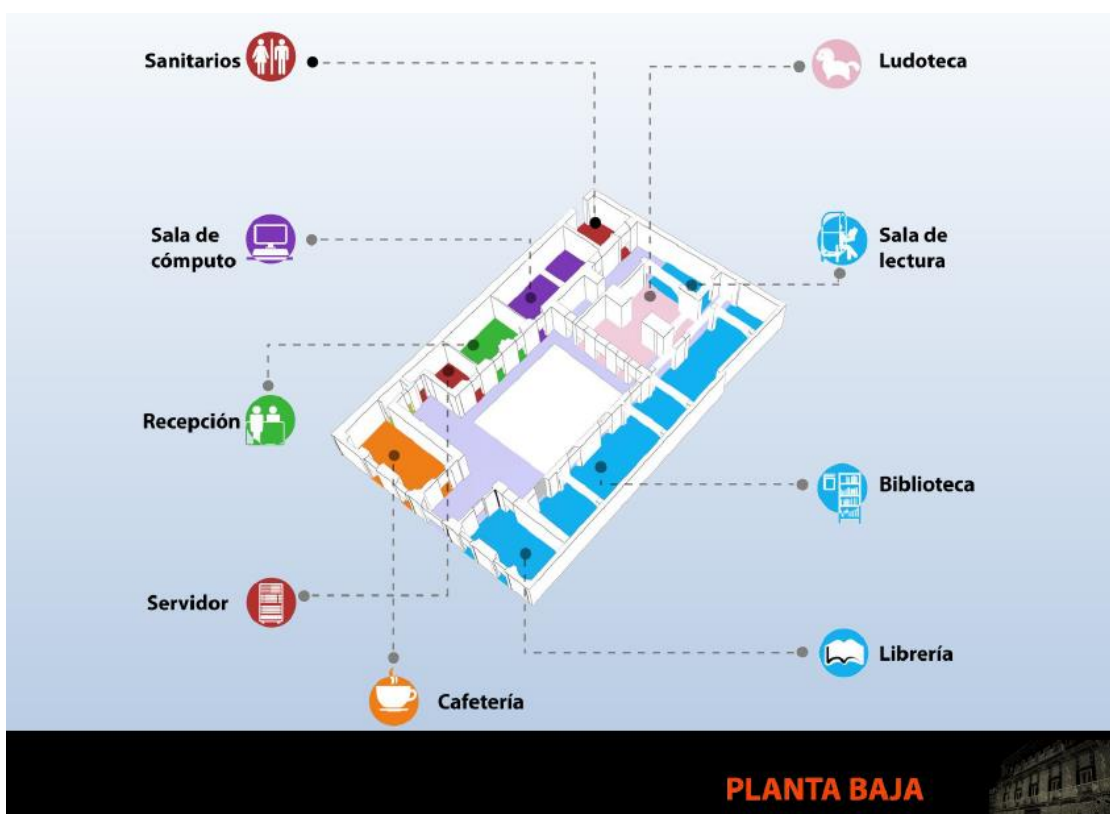 Sanitarios
Ludoteca
Sala de
cómputo
Sala de
lectura
Recepción
Biblioteca
Servidor
Librería
Cafetería
PLANTA BAJA